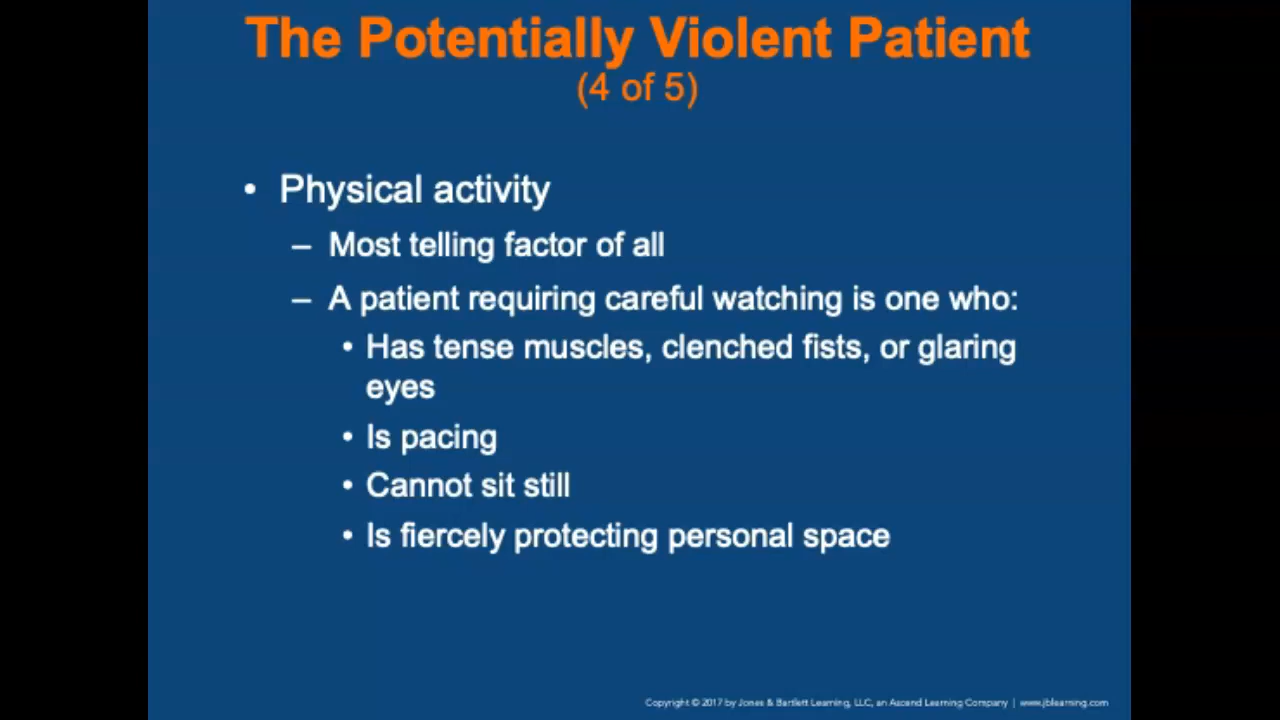 The Potentially Violent Patient
(4 of 5)
• Physical activity
– Most telling factor of all
– A patient requiring careful watching is one who:
• Has tense muscles, clenched fists, or glaring
eyes
• Is pacing
• Cannot sit still
• Is fiercely protecting personal space
Copyright © 2017 by Jones & Bartlett Learning, LLC, an Ascend Learning Company | www.jblearning.com